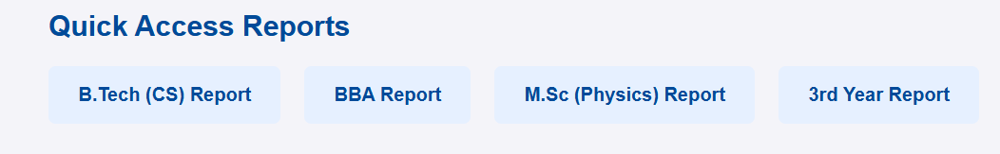 Quick Access Reports
B.Tech (CS) Report
BBA Report
M.Sc (Physics) Report
3rd Year Report